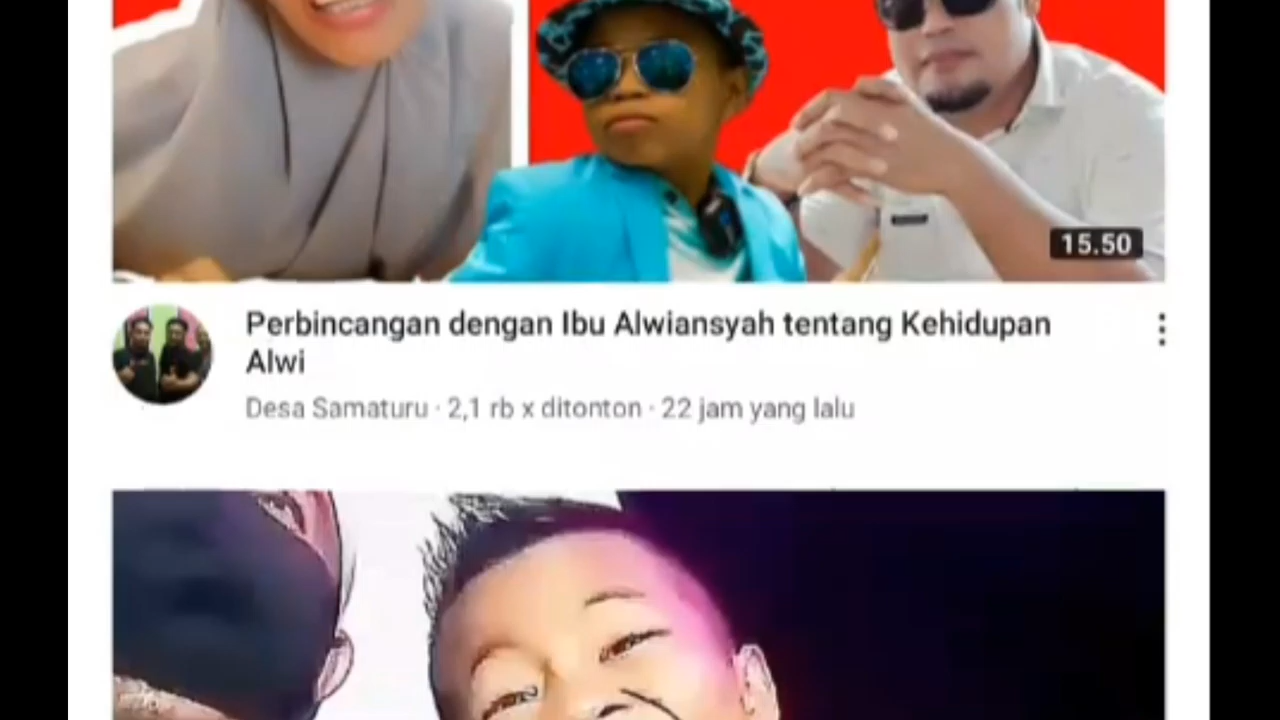 15.50
Perbincangan dengan Ibu Alwiansyah tentang Kehidupan
Alwi
Desa Samaturu · 2,1 rb x ditonton · 22 jam yang lalu